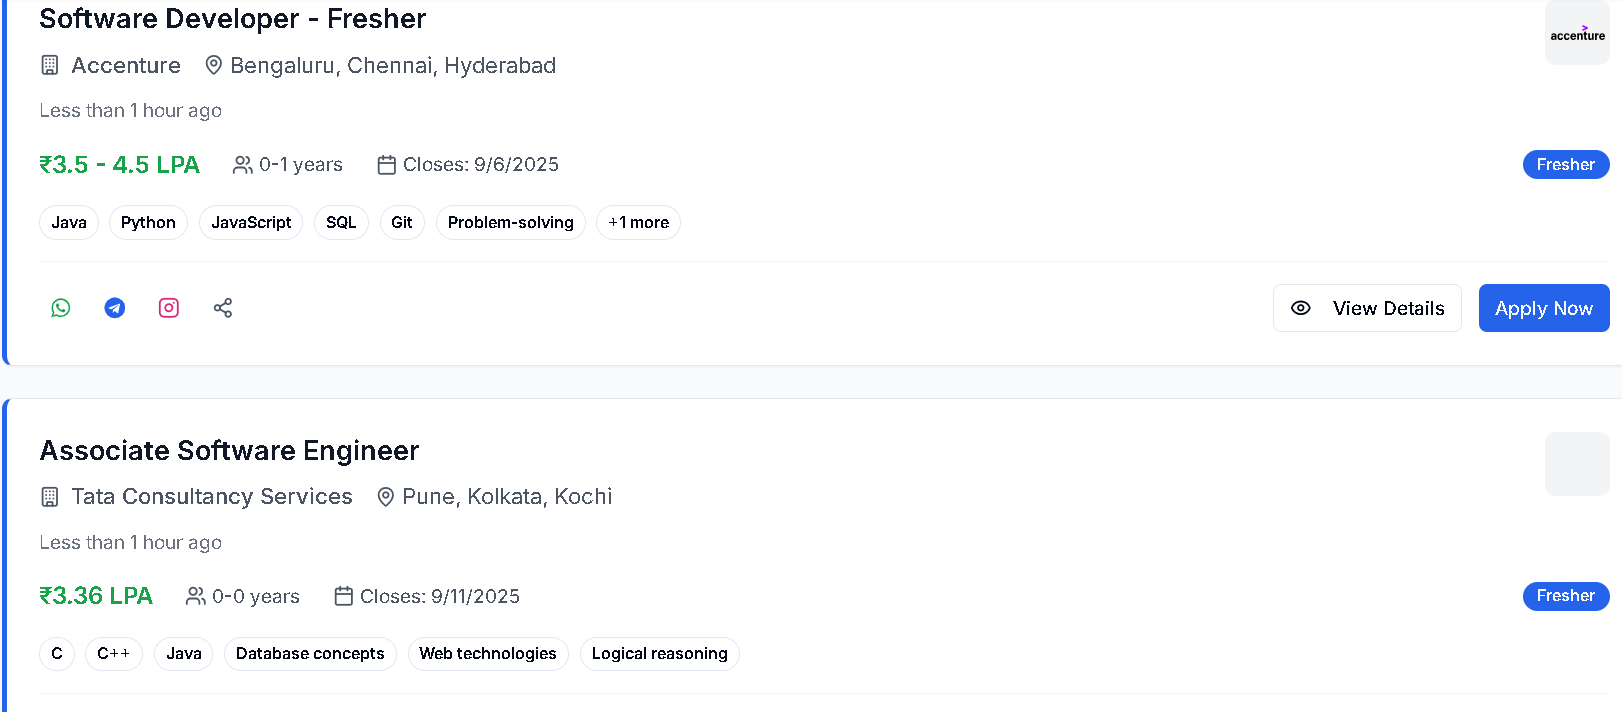 Software Developer - Fresher
accenture
Accenture Bengaluru, Chennai, Hyderabad
Less than 1 hour ago
₹3.5 - 4.5 LPA 0-1 years Closes: 9/6/2025 Fresher
Java Python JavaScript SQL Git Problem-solving +1 more
View Details Apply Now
Associate Software Engineer
Tata Consultancy Services Pune, Kolkata, Kochi
Less than 1 hour ago
₹3.36 LPA 0-0 years Closes: 9/11/2025 Fresher
C C++ Java Database concepts Web technologies Logical reasoning